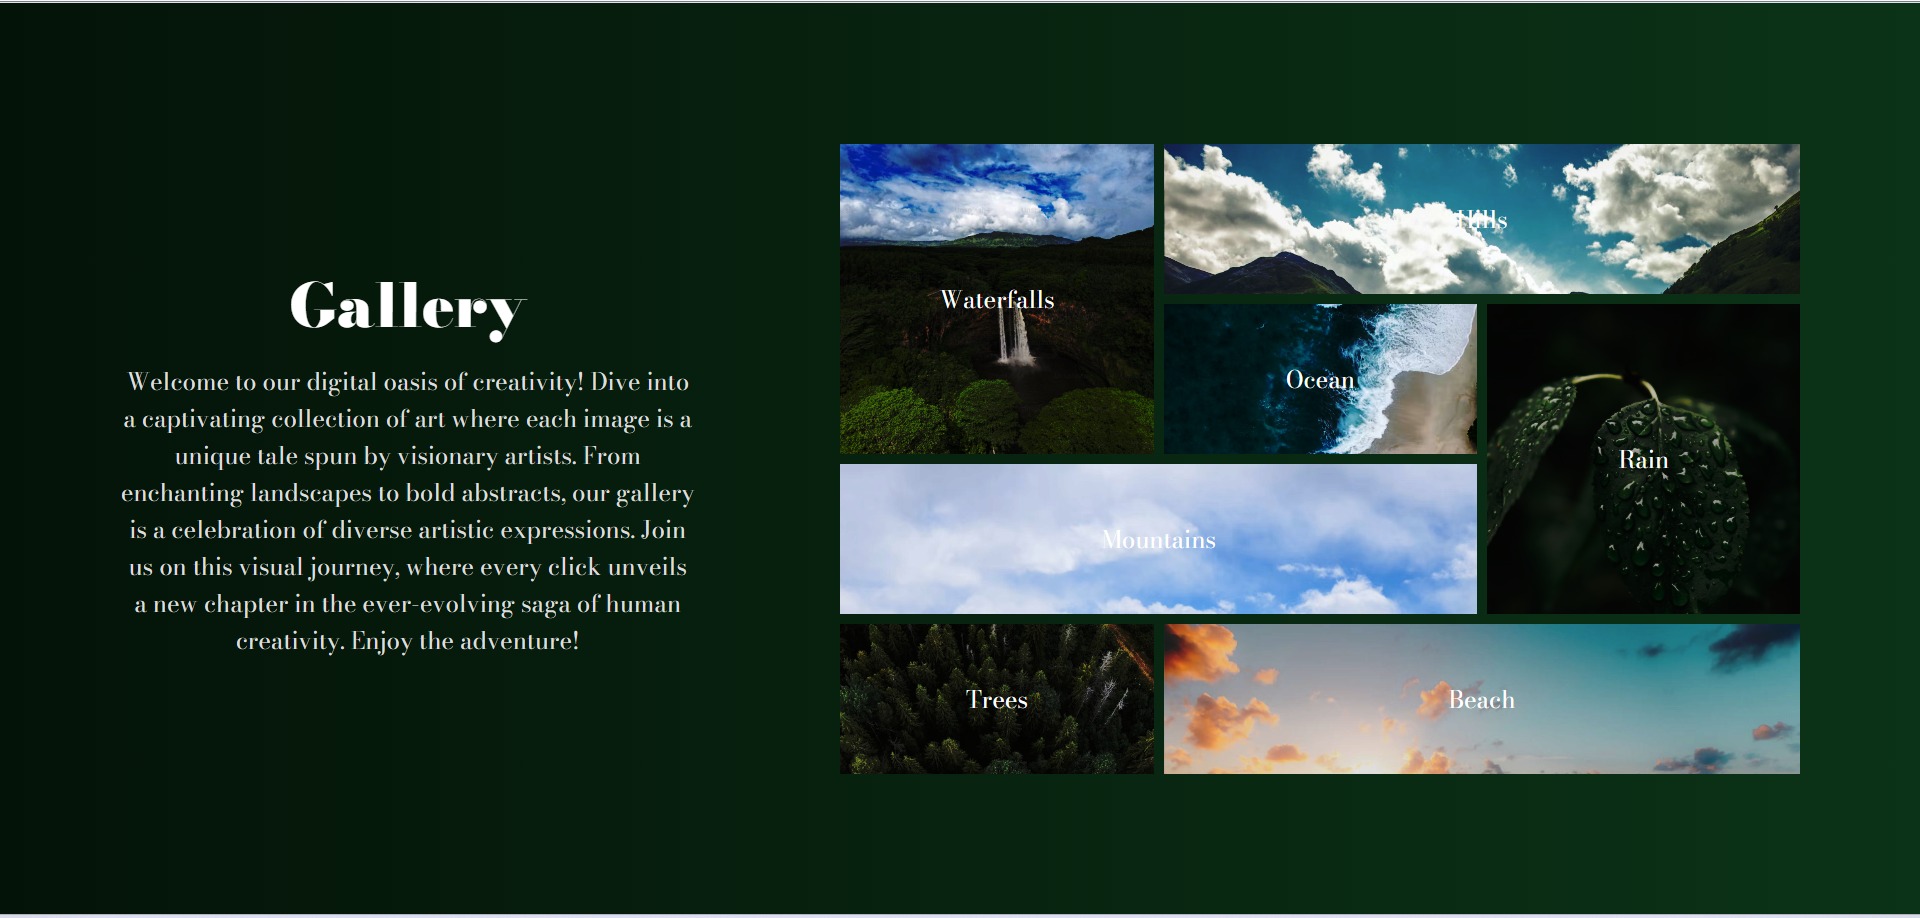 Gallery
Welcome to our digital oasis of creativity! Dive into
a captivating collection of art where each image is a
unique tale spun by visionary artists. From
enchanting landscapes to bold abstracts, our gallery
is a celebration of diverse artistic expressions. Join
us on this visual journey, where every click unveils
a new chapter in the ever-evolving saga of human
creativity. Enjoy the adventure!
Waterfalls
Hills
Ocean
Rain
Mountains
Trees
Beach